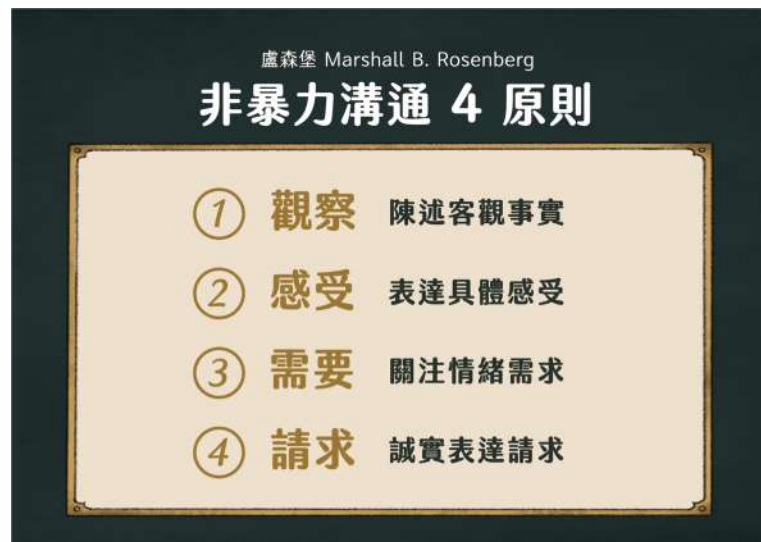 盧森堡 Marshall B. Rosenberg
非暴力溝通 4 原則
1 觀察 陳述客觀事實
2 感受 表達具體感受
3 需要 關注情緒需求
4 請求 誠實表達請求